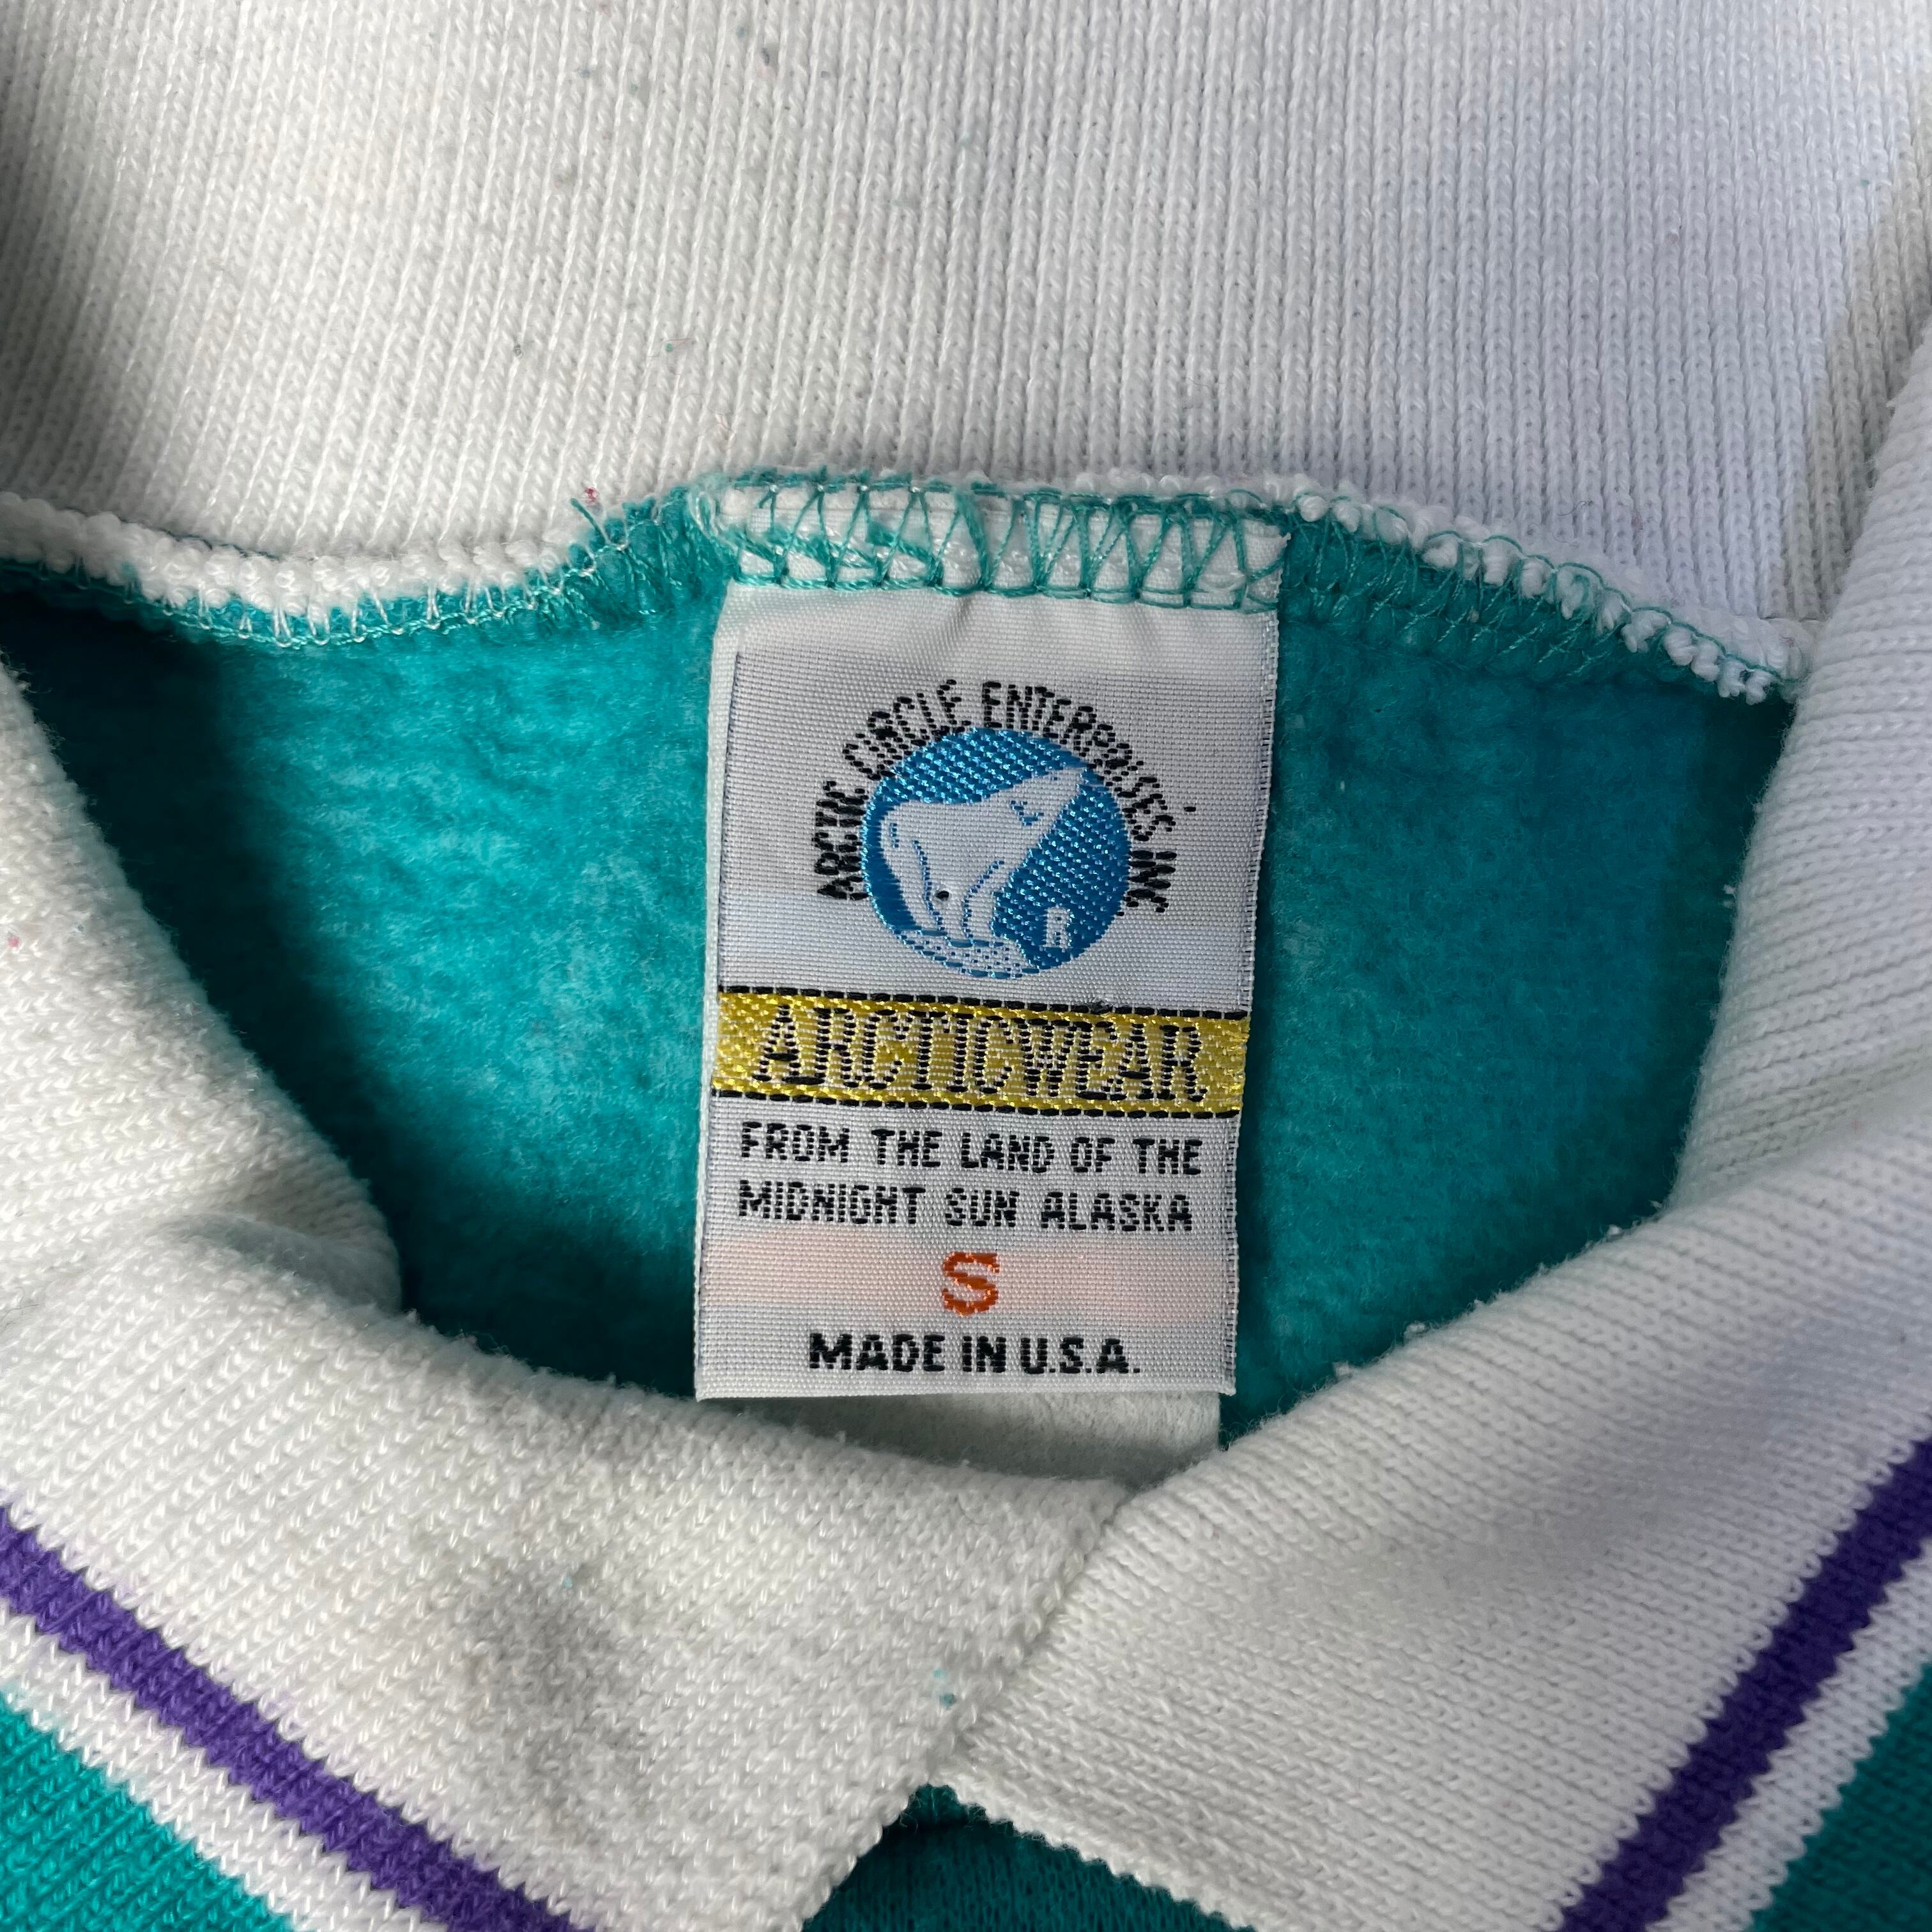 ARCTIC CIRCLE ENTERPRISES INC.
ARCTICWEAR
FROM THE LAND OF THE
MIDNIGHT SUN ALASKA
S
MADE IN U.S.A.